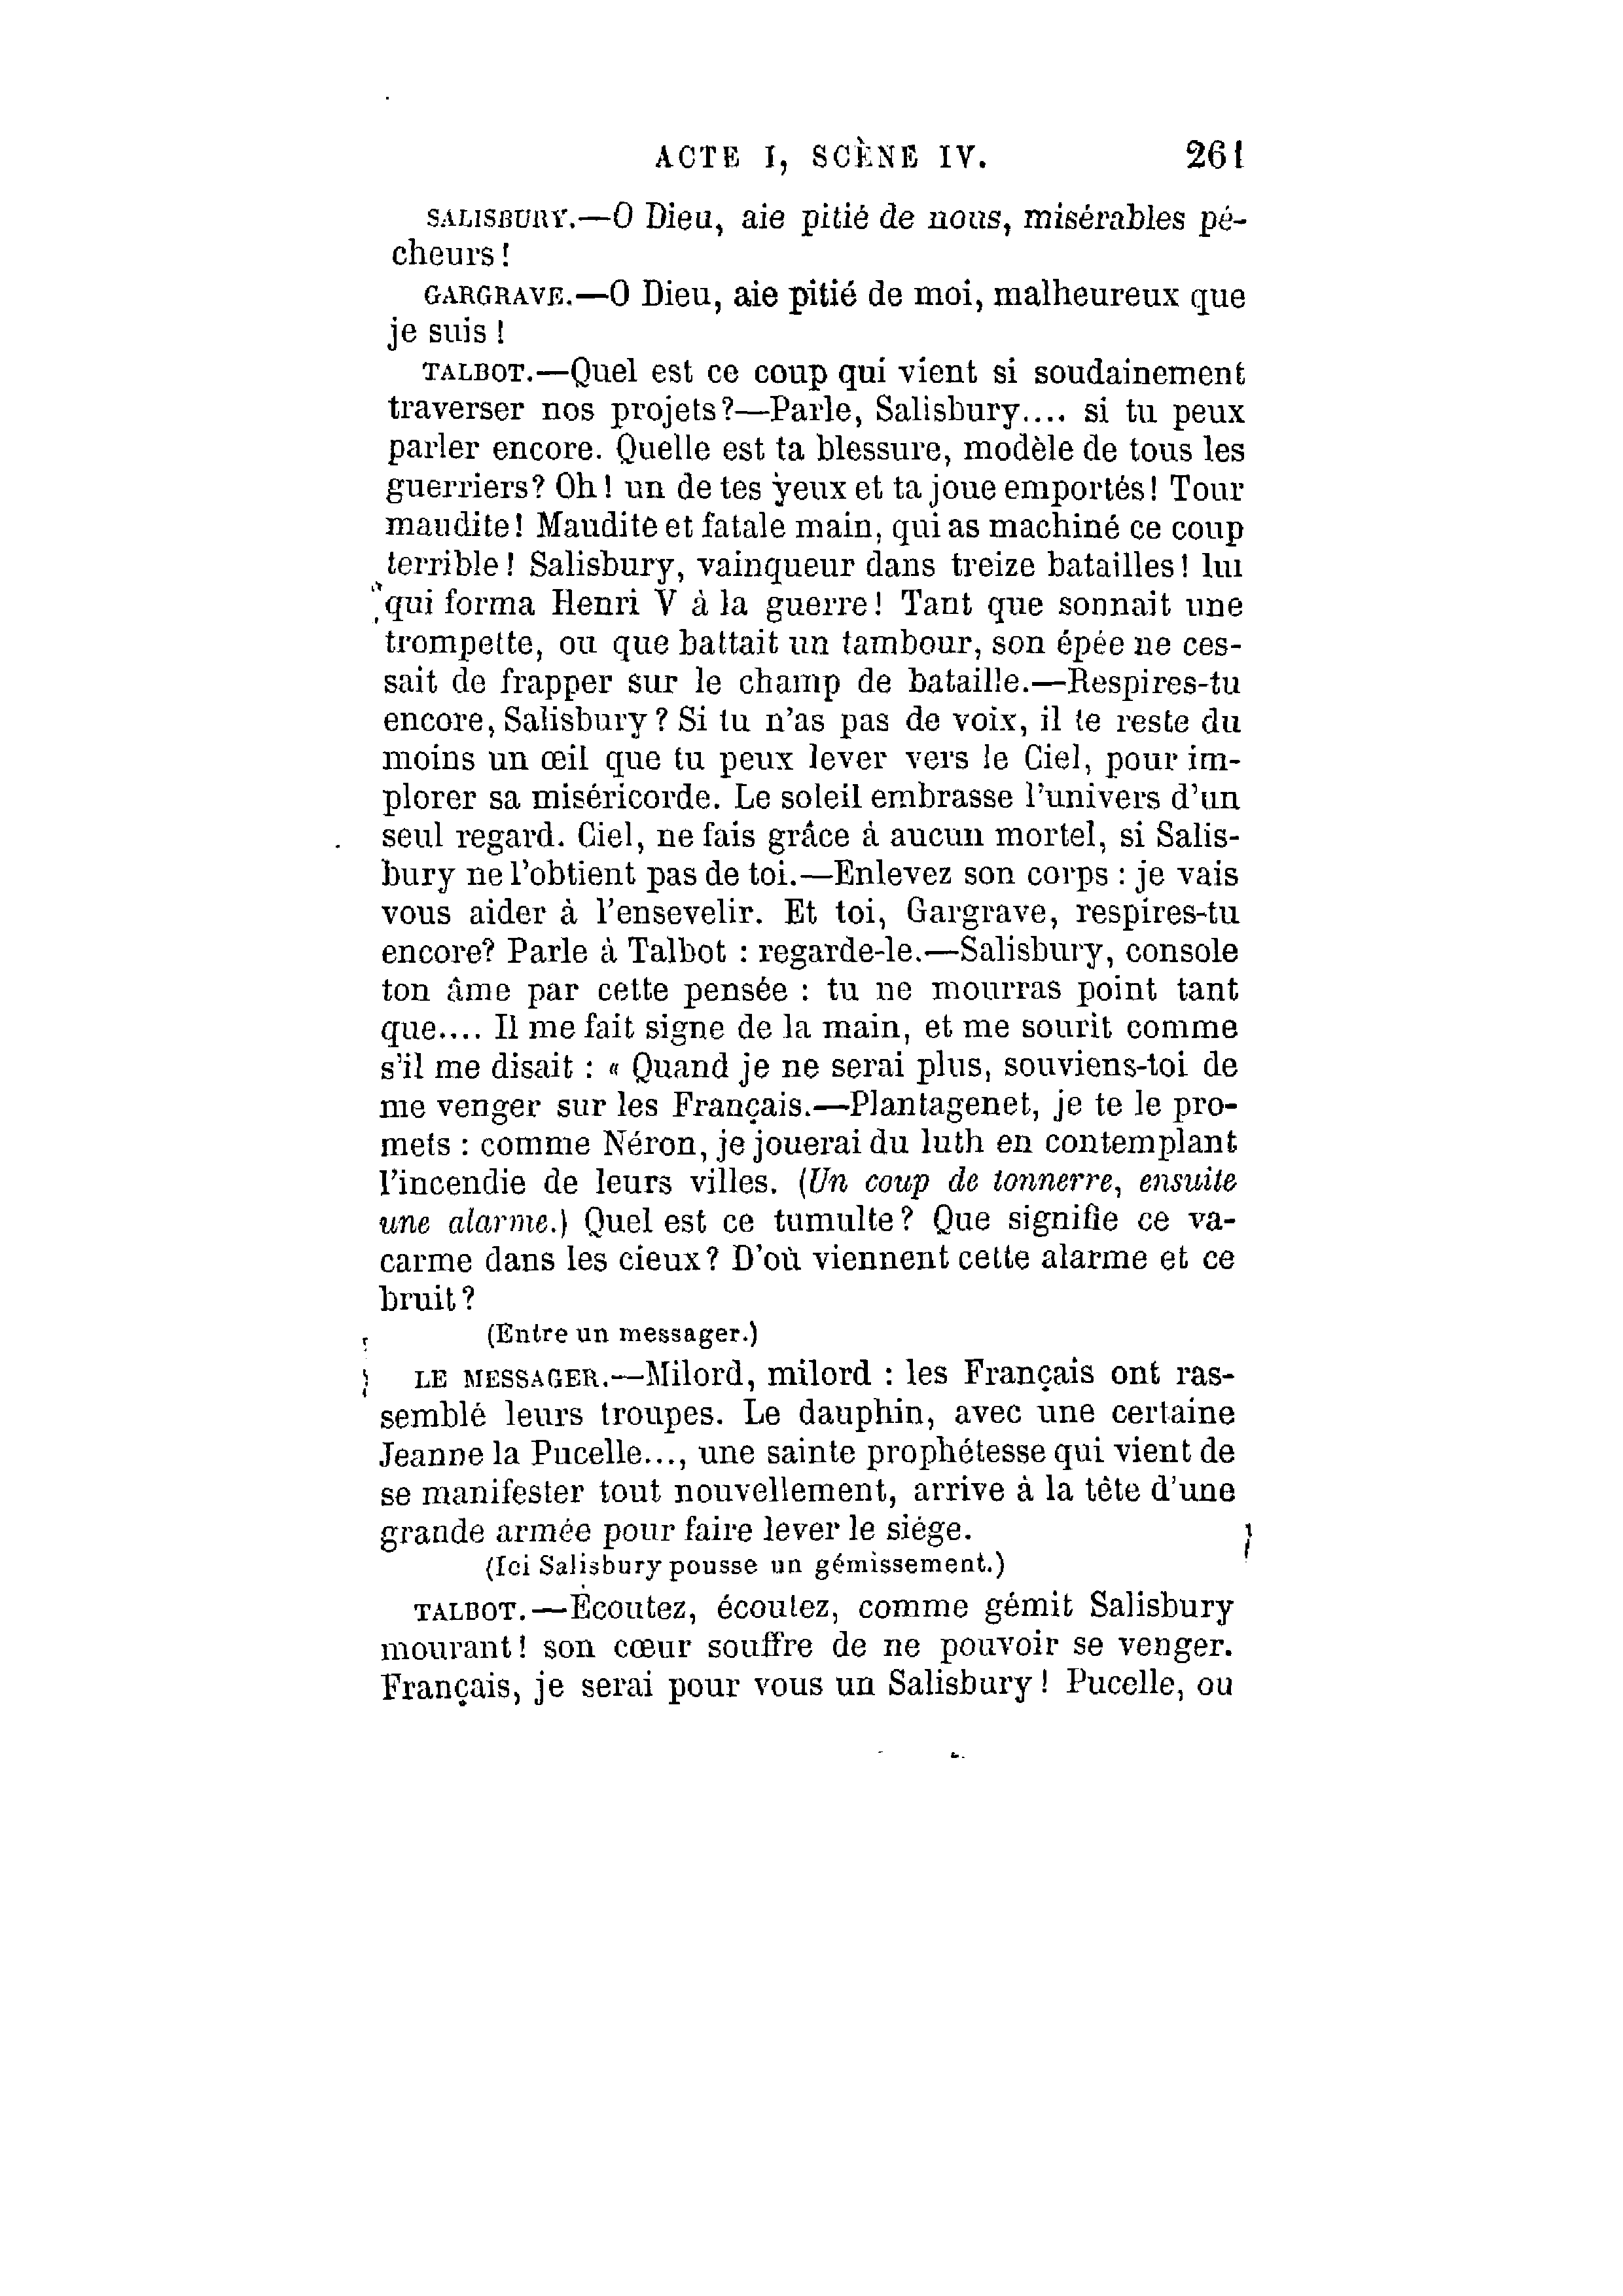 ACTE I, SCÈNE IV. 261
SALISBURY.—O Dieu, aie pitié de nous, misérables pé-
cheurs !
GARGRAVE.—O Dieu, aie pitié de moi, malheureux que
je suis !
TALBOT.—Quel est ce coup qui vient si soudainement
traverser nos projets?—Parle, Salisbury.... si tu peux
parler encore. Quelle est ta blessure, modèle de tous les
guerriers? Oh! un de tes yeux et ta joue emportés! Tour
maudite! Maudite et fatale main, qui as machiné ce coup
terrible! Salisbury, vainqueur dans treize batailles! lui
qui forma Henri V à la guerre! Tant que sonnait une
trompette, ou que battait un tambour, son épée ne ces-
sait de frapper sur le champ de bataille.—Respires-tu
encore, Salisbury? Si tu n'as pas de voix, il te reste du
moins un œil que tu peux lever vers le Ciel, pour im-
plorer sa miséricorde. Le soleil embrasse l'univers d'un
seul regard. Ciel, ne fais grâce à aucun mortel, si Salis-
bury ne l'obtient pas de toi.—Enlevez son corps : je vais
vous aider à l'ensevelir. Et toi, Gargrave, respires-tu
encore? Parle à Talbot : regarde-le.—Salisbury, console
ton âme par cette pensée : tu ne mourras point tant
que.... Il me fait signe de la main, et me sourit comme
s'il me disait : « Quand je ne serai plus, souviens-toi de
me venger sur les Français.—Plantagenet, je te le pro-
mets : comme Néron, je jouerai du luth en contemplant
l'incendie de leurs villes. (Un coup de tonnerre, ensuite
une alarme.) Quel est ce tumulte? Que signifie ce va-
carme dans les cieux? D'où viennent cette alarme et ce
bruit?
(Entre un messager.)
LE MESSAGER.—Milord, milord : les Français ont ras-
semblé leurs troupes. Le dauphin, avec une certaine
Jeanne la Pucelle..., une sainte prophétesse qui vient de
se manifester tout nouvellement, arrive à la tête d'une
grande armée pour faire lever le siége.
(Ici Salisbury pousse un gémissement.)
TALBOT.—Écoutez, écoutez, comme gémit Salisbury
mourant! son cœur souffre de ne pouvoir se venger.
Français, je serai pour vous un Salisbury! Pucelle, ou